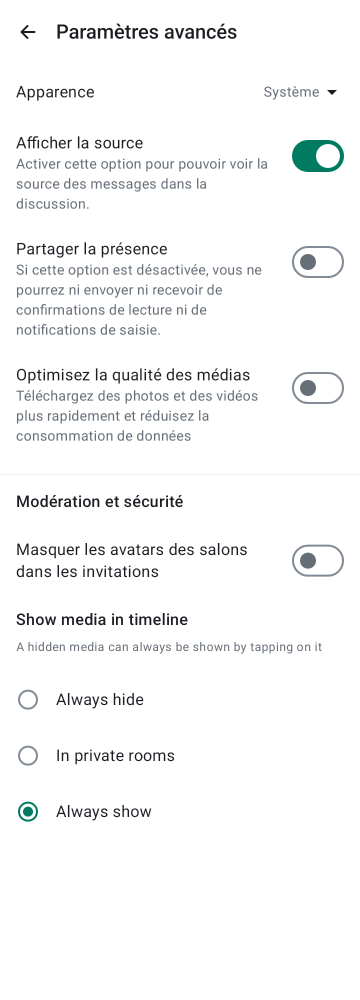 Paramètres avancés
Apparence
Système
Afficher la source
Activer cette option pour pouvoir voir la
source des messages dans la
discussion.
Partager la présence
Si cette option est désactivée, vous ne
pourrez ni envoyer ni recevoir de
confirmations de lecture ni de
notifications de saisie.
Optimisez la qualité des médias
Téléchargez des photos et des vidéos
plus rapidement et réduisez la
consommation de données
Modération et sécurité
Masquer les avatars des salons
dans les invitations
Show media in timeline
A hidden media can always be shown by tapping on it
Always hide
In private rooms
Always show